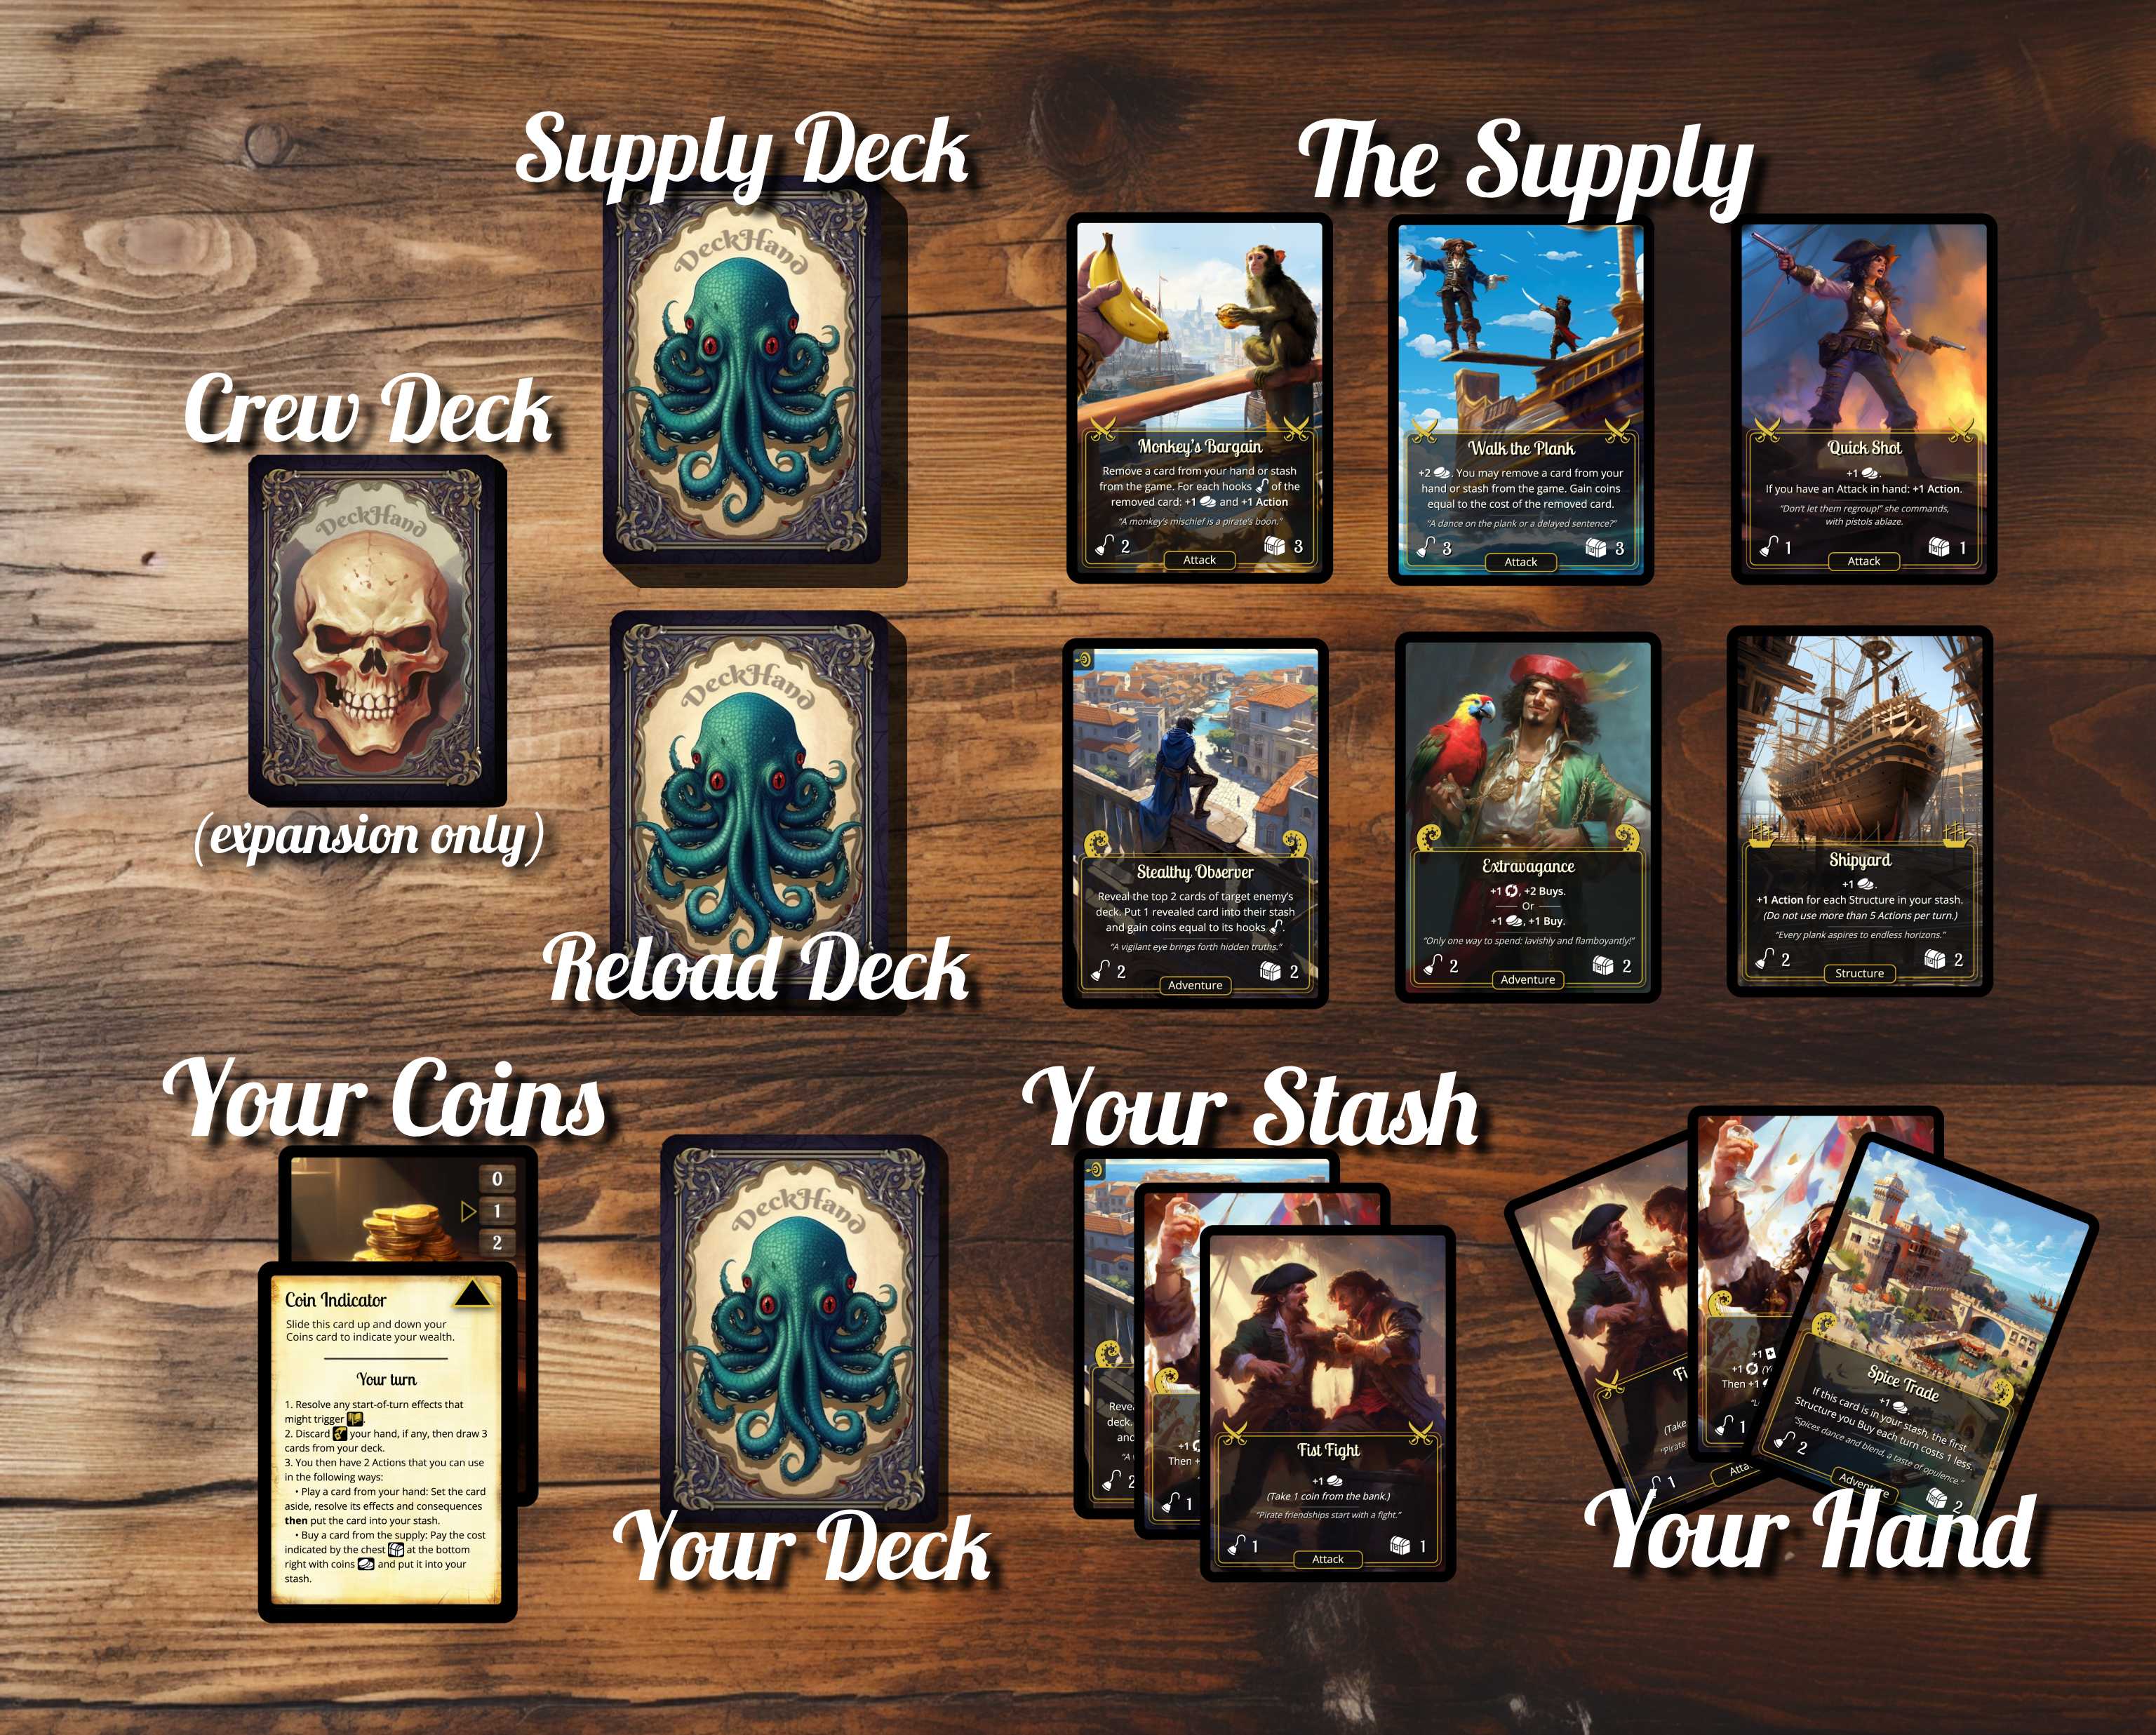 Supply Deck
The Supply
DeckHand
Crew Deck
DeckHand
(expansion only)
Monkey's Bargain
Remove a card from your hand or stash
from the game. For each hooks of the
removed card: +1 and +1 Action
"A monkey's mischief is a pirate's boon."
2
3
Attack
Walk the Plank
+2 . You may remove a card from your
hand or stash from the game. Gain coins
equal to the cost of the removed card.
"A dance on the plank or a delayed sentence?"
3
3
Attack
Quick Shot
+1 .
If you have an Attack in hand: +1 Action.
"Don't let them regroup!" she commands,
with pistols ablaze.
1
1
Attack
DeckHand
Reload Deck
Stealthy Observer
Reveal the top 2 cards of target enemy's
deck. Put 1 revealed card into their stash
and gain coins equal to its hooks .
"A vigilant eye brings forth hidden truths."
2
2
Adventure
Extravagance
+1 , +2 Buys.
Or
+1 , +1 Buy.
"Only one way to spend: lavishly and flamboyantly!"
2
2
Adventure
Shipyard
+1 .
+1 Action for each Structure in your stash.
(Do not use more than 5 Actions per turn.)
"Every plank aspires to endless horizons."
2
2
Structure
Your Coins
0
1
2
Coin Indicator
Slide this card up and down your
Coins card to indicate your wealth.
Your turn
1. Resolve any start-of-turn effects that
might trigger .
2. Discard your hand, if any, then draw 3
cards from your deck.
3. You then have 2 Actions that you can use
in the following ways:
• Play a card from your hand: Set the card
aside, resolve its effects and consequences
then put the card into your stash.
• Buy a card from the supply: Pay the cost
indicated by the chest at the bottom
right with coins and put it into your
stash.
DeckHand
Your Deck
Your Stash
Reve
deck.
and
"A v
2
+1
Then +
1
Fist Fight
+1
(Take 1 coin from the bank.)
"Pirate friendships start with a fight."
1
1
Attack
Fi
(Take
"Pirate
1
Atta
+1
+1
Then +1
1
Spice Trade
+1 .
If this card is in your stash, the first
Structure you Buy each turn costs 1 less.
"Spices dance and blend, a taste of opulence."
2
2
Adventure
Your Hand